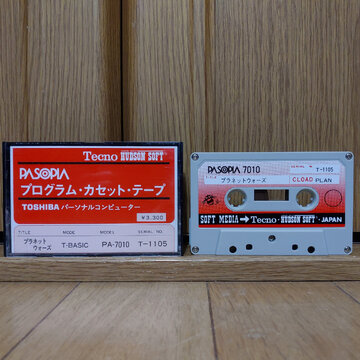 Tecno HUDSON SOFT
PASOPIA
プログラム・カセット・テープ
TOSHIBA パーソナルコンピューター
¥3,300
TITLE MODE MODEL SERIAL NO.
プラネット
ウォーズ T-BASIC PA-7010 T-1105
PASOPIA 7010 SERIAL No. T-1105
TITLE プラネットウォーズ CLOAD PLAN
SOFT MEDIA → Tecno・HUDSON SOFT・JAPAN